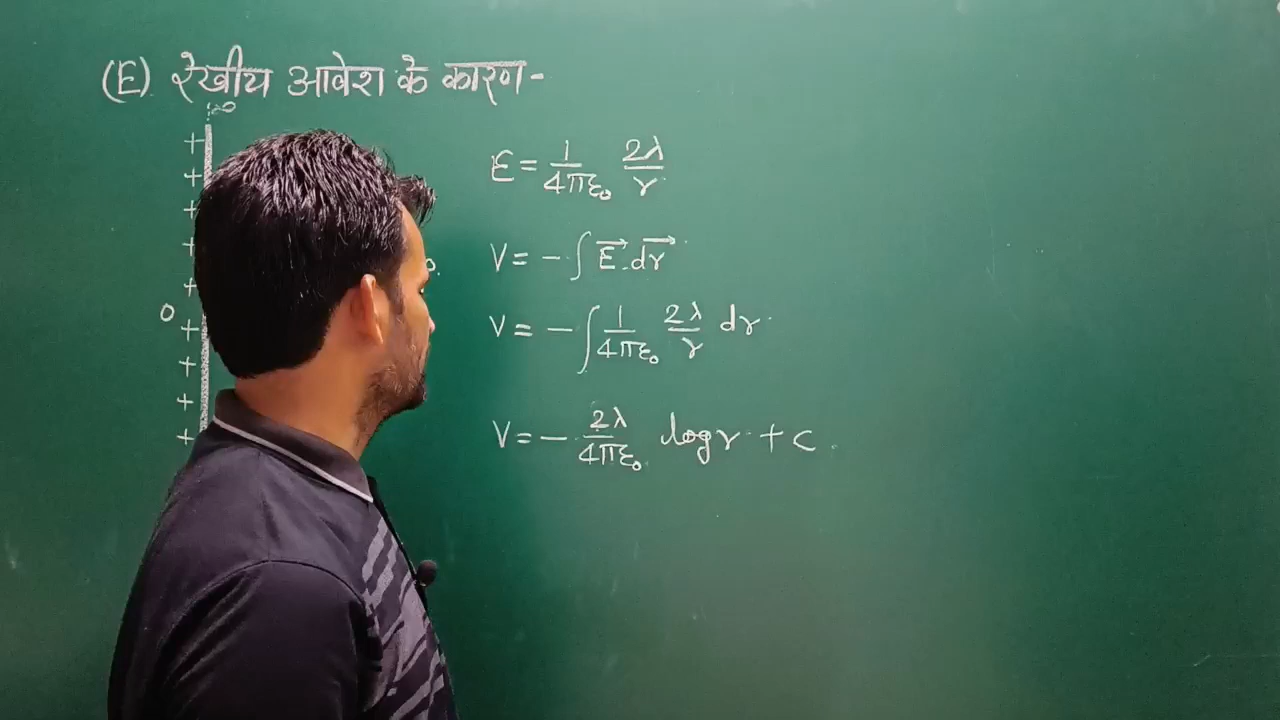 (E) रेखीय आवेश के कारण-
∞
+
+
+
+
+
O +
+
+
+
E = 1/4πε₀ 2λ/r
V = - ∫ E⃗ . dr⃗
V = - ∫ 1/4πε₀ 2λ/r dr
V = - 2λ/4πε₀ log r + c